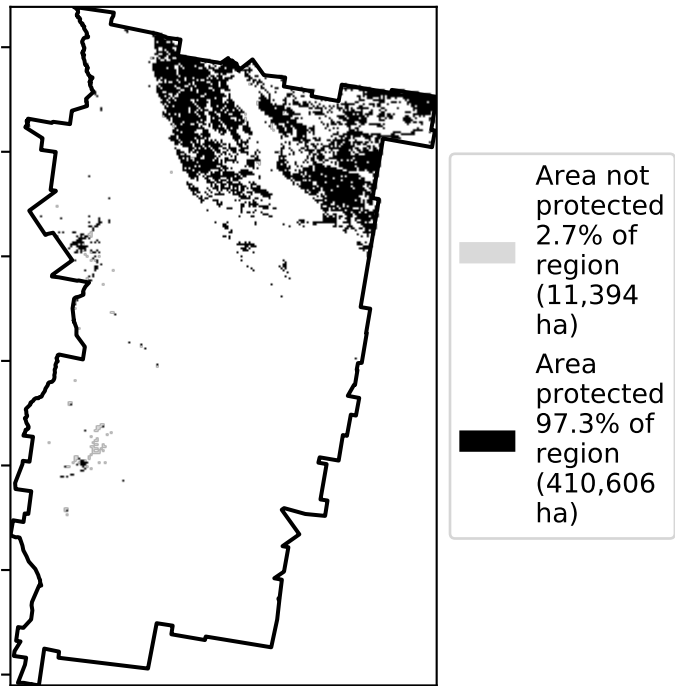 Area not
protected
2.7% of
region
(11,394
ha)
Area
protected
97.3% of
region
(410,606
ha)